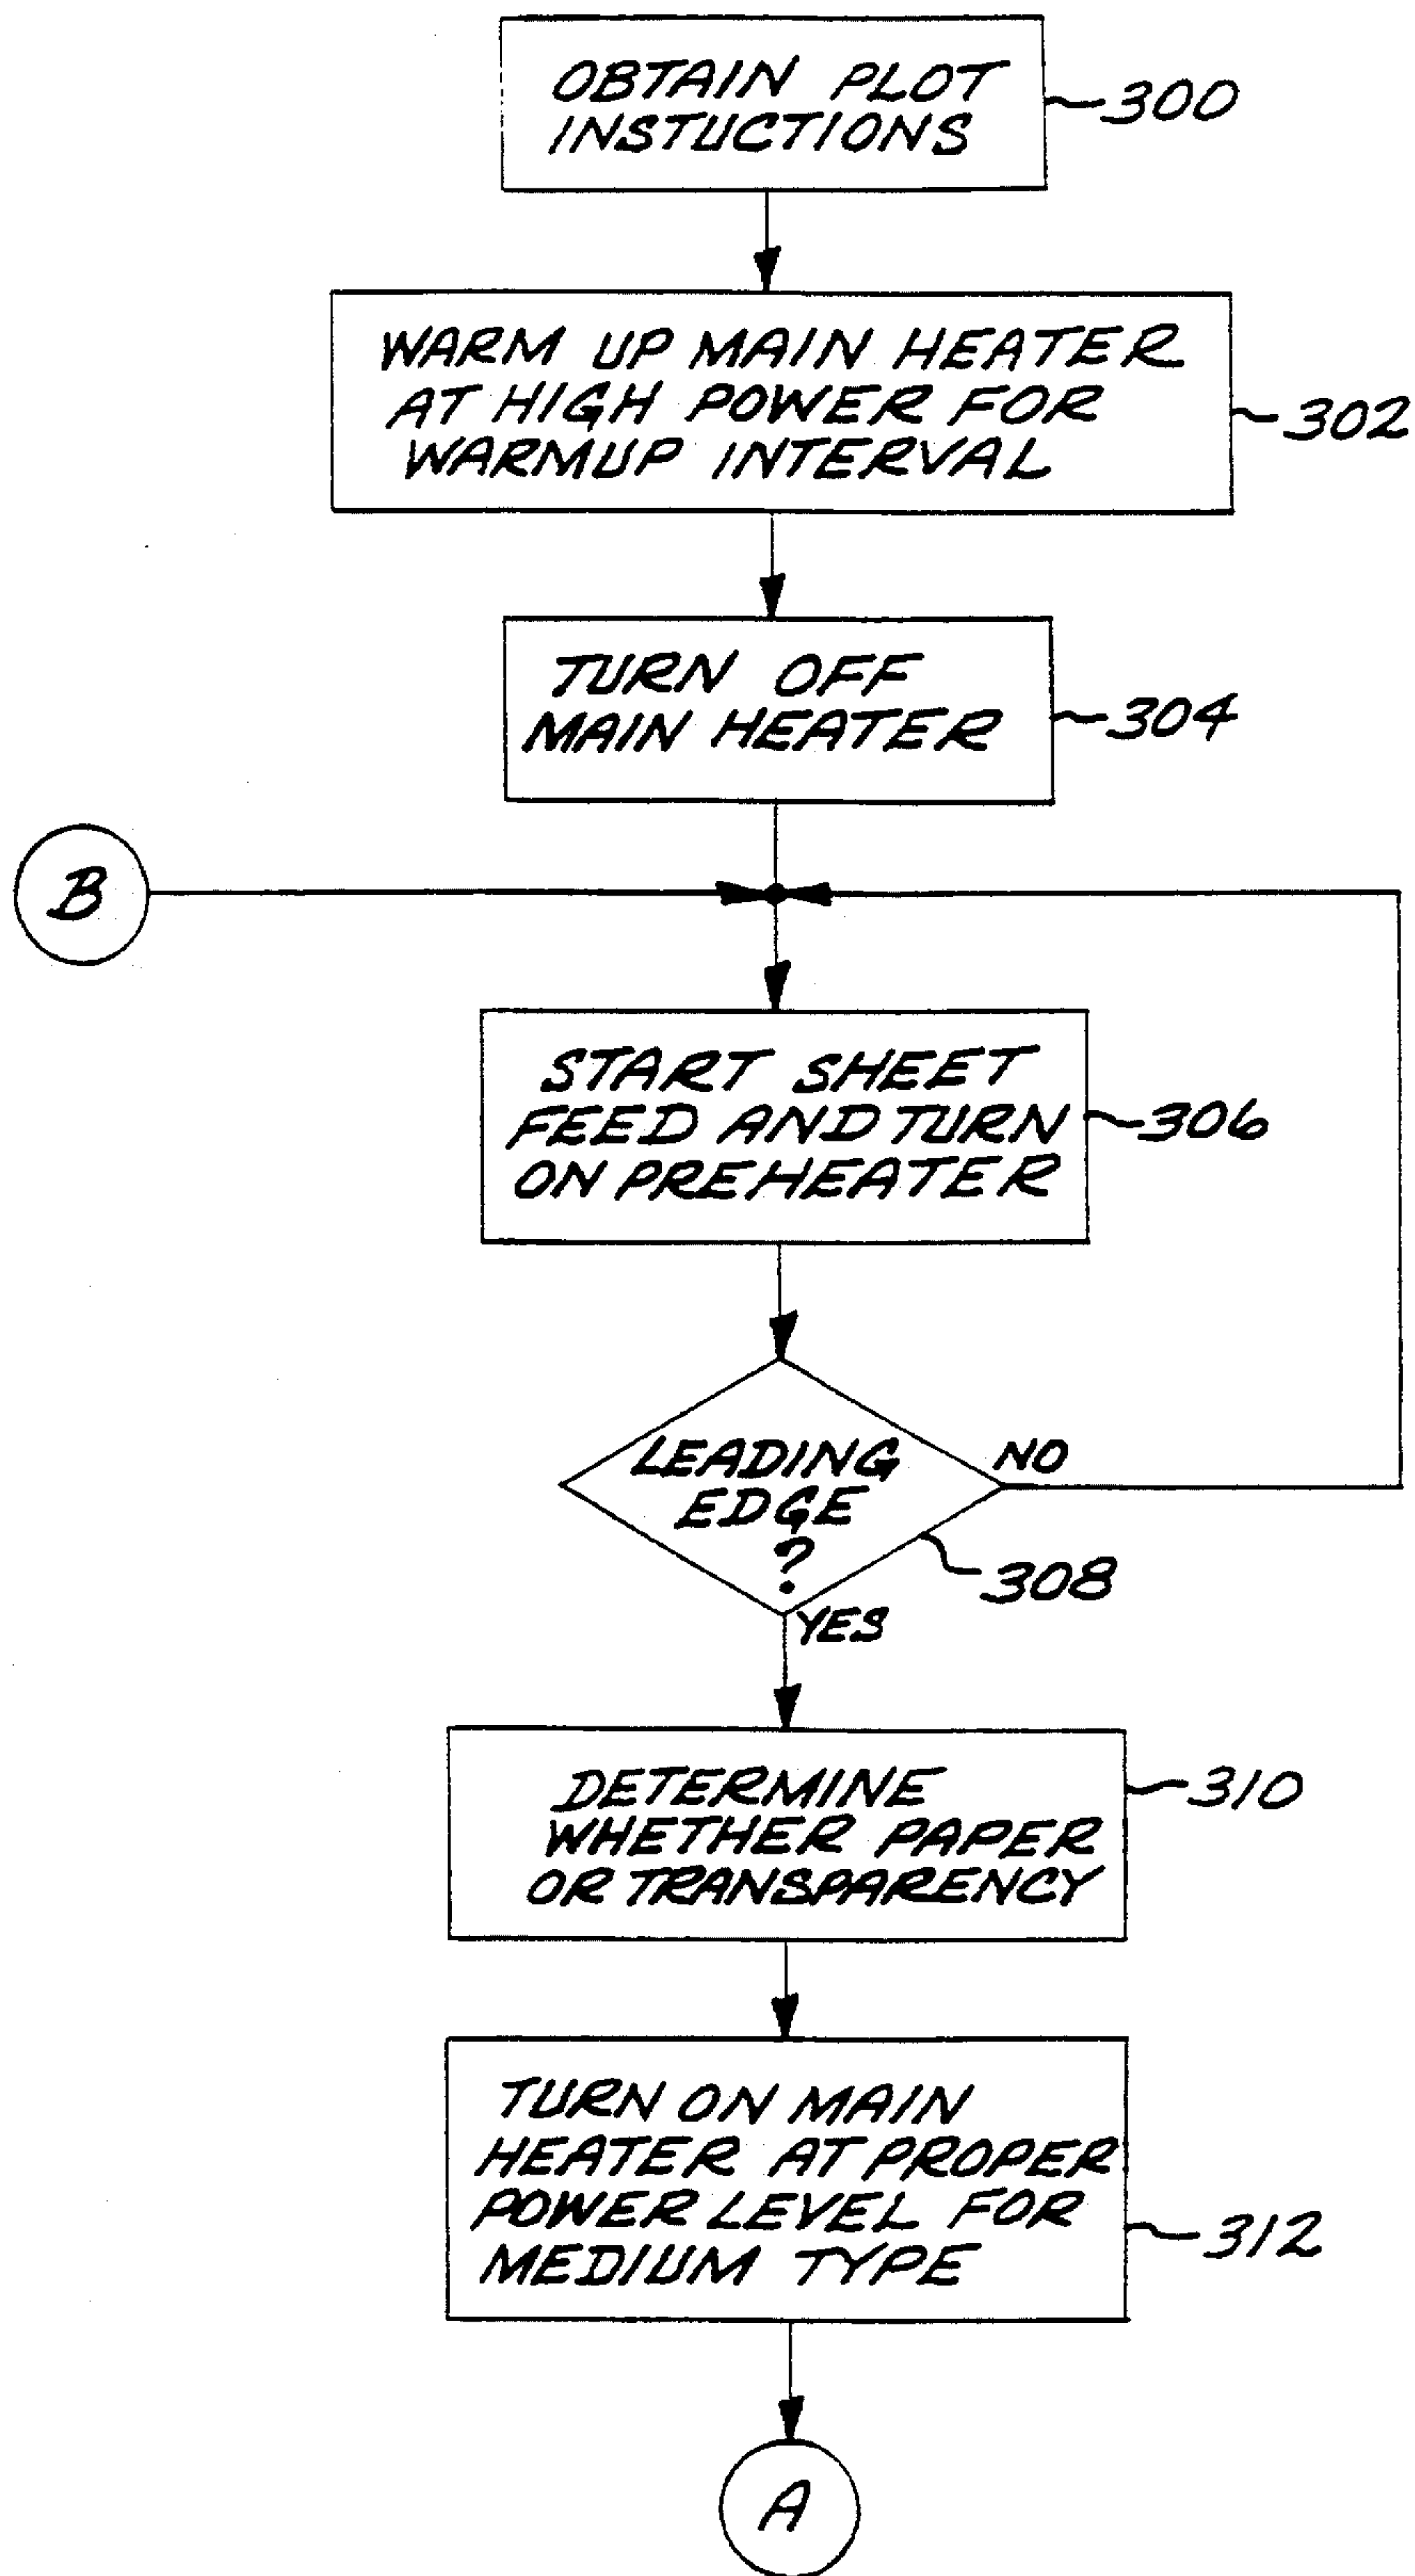 OBTAIN PLOT
INSTUCTIONS
300
WARM UP MAIN HEATER
AT HIGH POWER FOR
WARMUP INTERVAL
302
TURN OFF
MAIN HEATER
304
B
START SHEET
FEED AND TURN
ON PREHEATER
306
LEADING
EDGE
?
NO
308
YES
DETERMINE
WHETHER PAPER
OR TRANSPARENCY
310
TURN ON MAIN
HEATER AT PROPER
POWER LEVEL FOR
MEDIUM TYPE
312
A